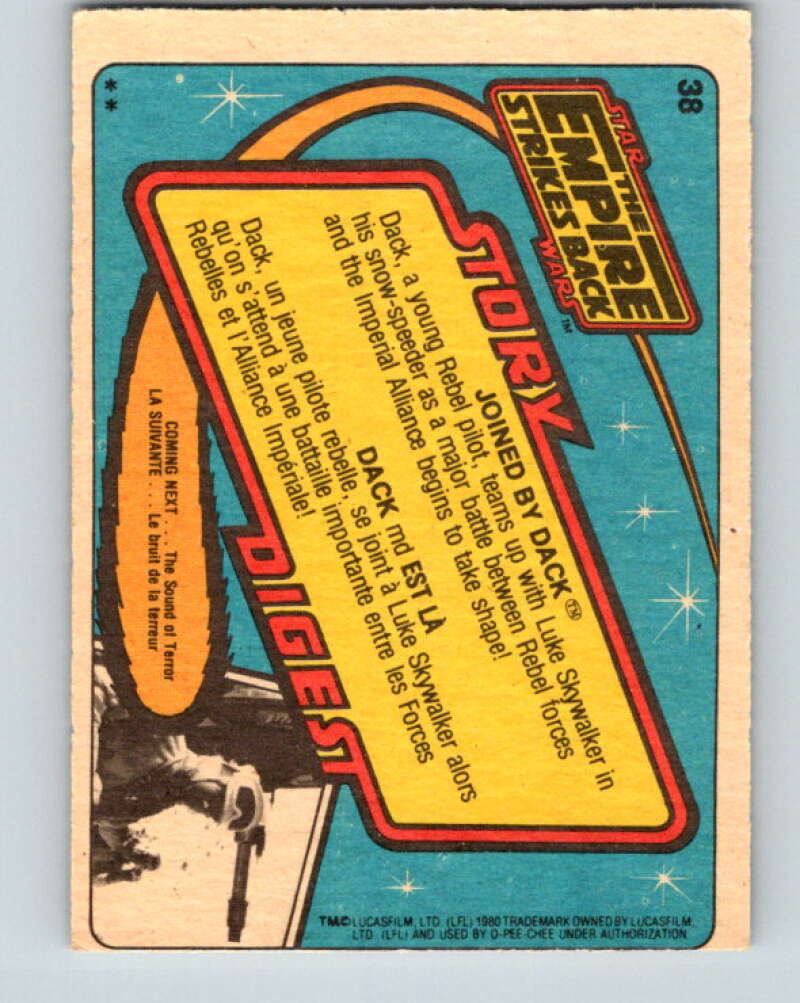 38
STAR
THE
EMPIRE
STRIKES BACK
WARS™
STORY
JOINED BY DACK™
Dack, a young Rebel pilot, teams up with Luke Skywalker in
his snow-speeder as a major battle between Rebel forces
and the Imperial Alliance begins to take shape!
DACK md EST LÀ
Dack, un jeune pilote rebelle, se joint à Luke Skywalker alors
qu'on s'attend à une battaille importante entre les Forces
Rebelles et l'Alliance Impériale!
DIGEST
COMING NEXT . . . The Sound of Terror
LA SUIVANTE . . . Le bruit de la terreur
**
TM© LUCASFILM, LTD. (LFL) 1980 TRADEMARK OWNED BY LUCASFILM,
LTD. (LFL) AND USED BY O-PEE-CHEE UNDER AUTHORIZATION